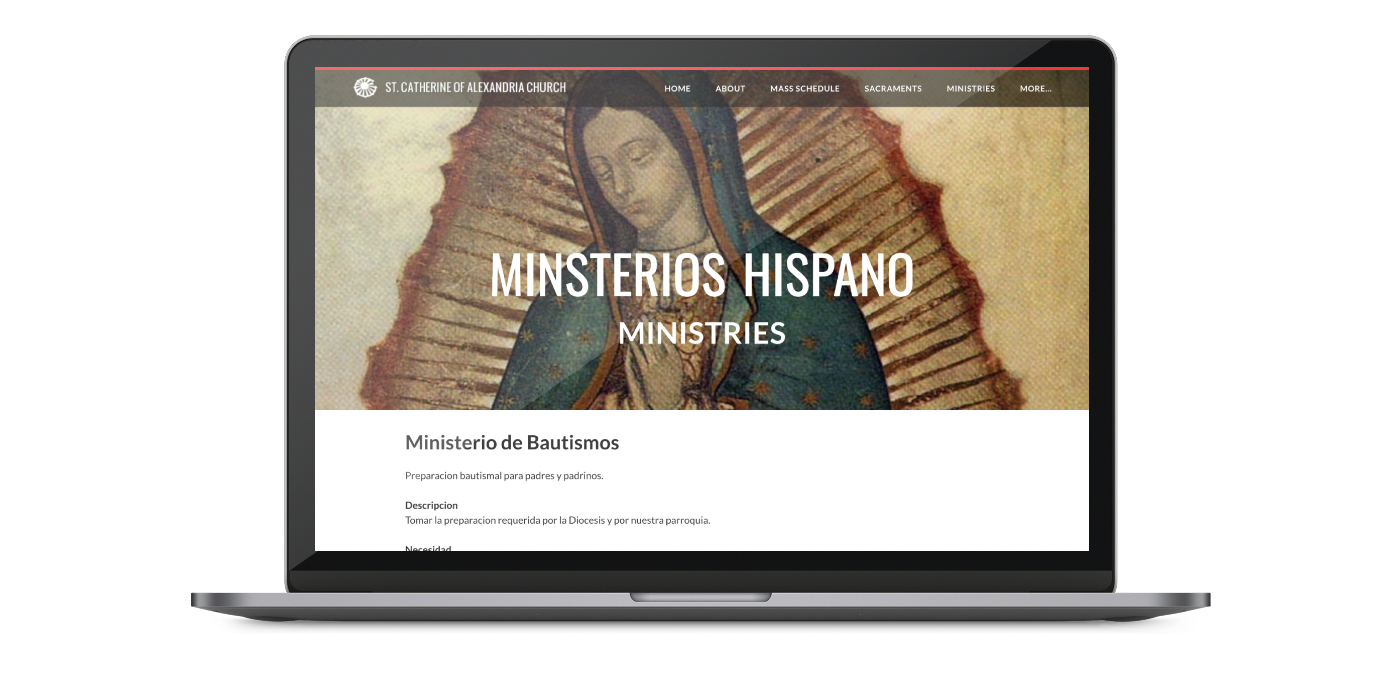 ST. CATHERINE OF ALEXANDRIA CHURCH HOME ABOUT MASS SCHEDULE SACRAMENTS MINISTRIES MORE...
MINSTERIOS HISPANO
MINISTRIES
Ministerio de Bautismos
Preparacion bautismal para padres y padrinos.
Descripcion
Tomar la preparacion requerida por la Diocesis y por nuestra parroquia.
Necesidad